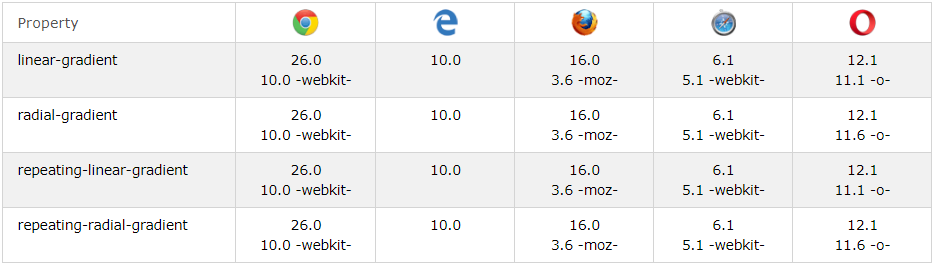 Property
linear-gradient 26.0 10.0 16.0 6.1 12.1
10.0 -webkit- 3.6 -moz- 5.1 -webkit- 11.1 -o-
radial-gradient 26.0 10.0 16.0 6.1 12.1
10.0 -webkit- 3.6 -moz- 5.1 -webkit- 11.6 -o-
repeating-linear-gradient 26.0 10.0 16.0 6.1 12.1
10.0 -webkit- 3.6 -moz- 5.1 -webkit- 11.1 -o-
repeating-radial-gradient 26.0 10.0 16.0 6.1 12.1
10.0 -webkit- 3.6 -moz- 5.1 -webkit- 11.6 -o-